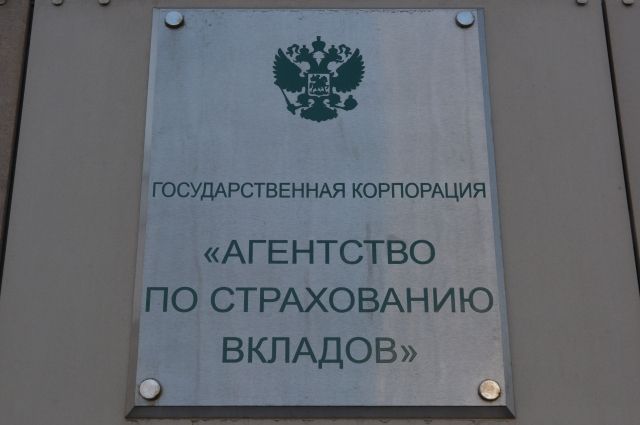 ГОСУДАРСТВЕННАЯ КОРПОРАЦИЯ
«АГЕНТСТВО
ПО СТРАХОВАНИЮ
ВКЛАДОВ»